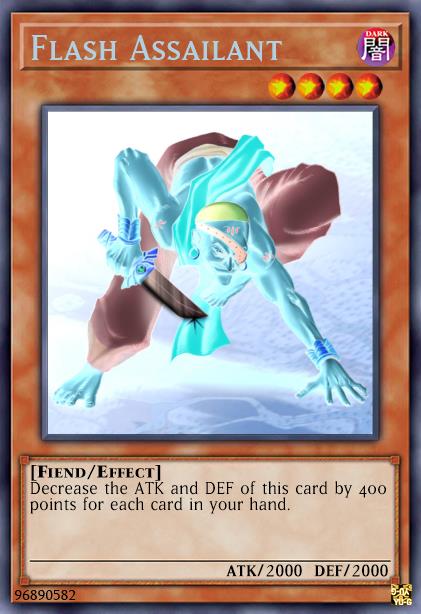 Flash Assailant
DARK
闇
[Fiend/Effect]
Decrease the ATK and DEF of this card by 400
points for each card in your hand.
ATK/2000 DEF/2000
96890582